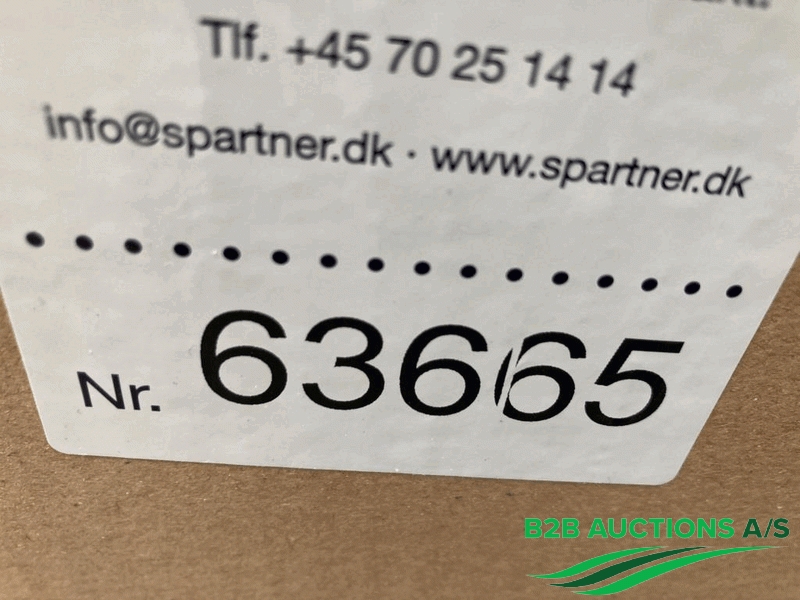 Tlf. +45 70 25 14 14
info@spartner.dk · www.spartner.dk
Nr. 63665
B2B AUCTIONS A/S